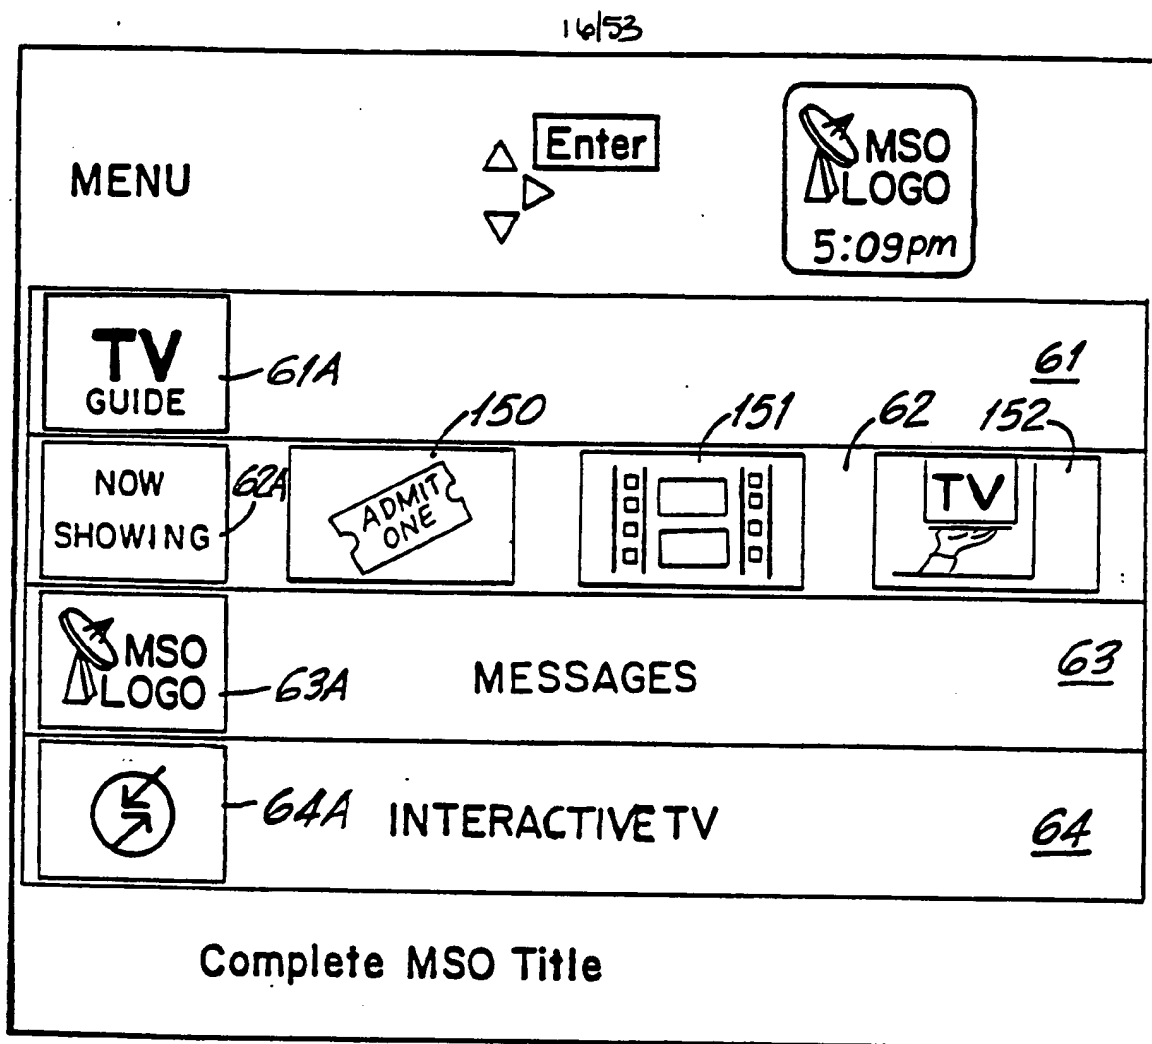 16/53
MENU
Enter
MSO
LOGO
5:09pm
TV
GUIDE
61A
61
150
151
62
152
NOW
SHOWING
62A
ADMIT
ONE
TV
MSO
LOGO
63A
MESSAGES
63
64A
INTERACTIVE TV
64
Complete MSO Title